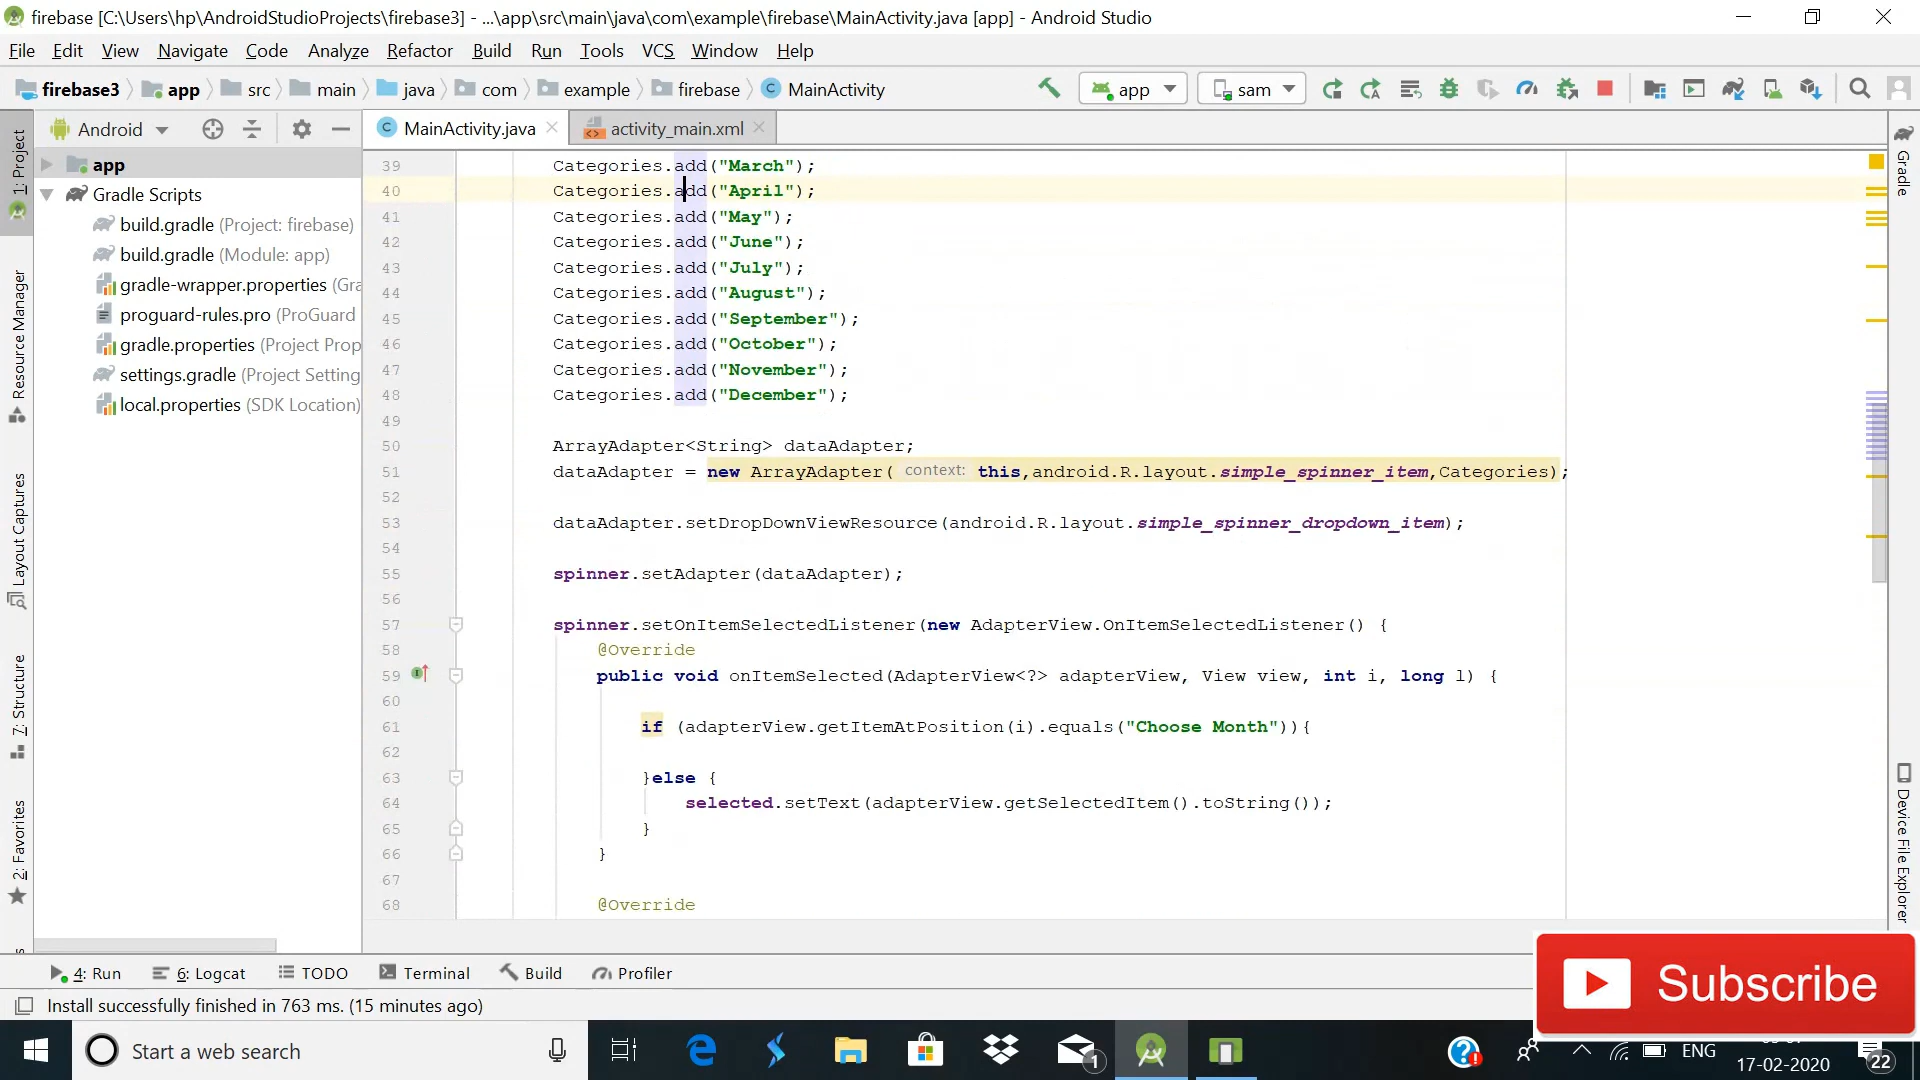 firebase [C:\Users\hp\AndroidStudioProjects\firebase3] - ...\app\src\main\java\com\example\firebase\MainActivity.java [app] - Android Studio
File Edit View Navigate Code Analyze Refactor Build Run Tools VCS Window Help
firebase3 app src main java com example firebase MainActivity app sam
Android MainActivity.java activity_main.xml
1: Project
Resource Manager
Layout Captures
7: Structure
2: Favorites
app
Gradle Scripts
build.gradle (Project: firebase)
build.gradle (Module: app)
gradle-wrapper.properties (Gra
proguard-rules.pro (ProGuard
gradle.properties (Project Prop
settings.gradle (Project Setting
local.properties (SDK Location)
39 Categories.add("March");
40 Categories.add("April");
41 Categories.add("May");
42 Categories.add("June");
43 Categories.add("July");
44 Categories.add("August");
45 Categories.add("September");
46 Categories.add("October");
47 Categories.add("November");
48 Categories.add("December");
49
50 ArrayAdapter<String> dataAdapter;
51 dataAdapter = new ArrayAdapter( context: this,android.R.layout.simple_spinner_item,Categories);
52
53 dataAdapter.setDropDownViewResource(android.R.layout.simple_spinner_dropdown_item);
54
55 spinner.setAdapter(dataAdapter);
56
57 spinner.setOnItemSelectedListener(new AdapterView.OnItemSelectedListener() {
58 @Override
59 public void onItemSelected(AdapterView<?> adapterView, View view, int i, long l) {
60
61 if (adapterView.getItemAtPosition(i).equals("Choose Month")){
62
63 }else {
64 selected.setText(adapterView.getSelectedItem().toString());
65 }
66 }
67
68 @Override
Gradle
Device File Explorer
4: Run 6: Logcat TODO Terminal Build Profiler
Install successfully finished in 763 ms. (15 minutes ago)
Subscribe
Start a web search
1
ENG
17-02-2020
22